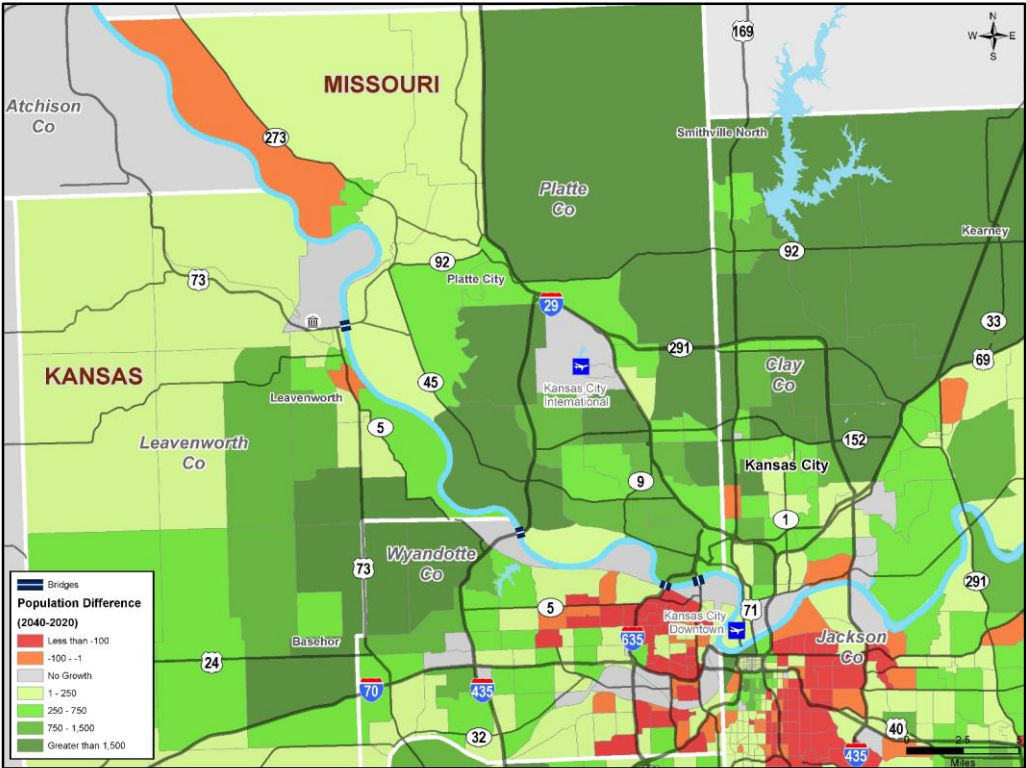 N
W E
S
169
MISSOURI
Atchison
Co
Smithville North
273
Platte
Co
Kearney
92
92
Platte City
73
29
33
291
69
KANSAS
Clay
Co
Kansas City
International
45
Leavenworth
5
152
Leavenworth
Co
Kansas City
9
1
Wyandotte
Co
73
291
Bridges
Population Difference
(2040-2020)
Less than -100
-100 - -1
No Growth
1 - 250
250 - 750
750 - 1,500
Greater than 1,500
5
71
Kansas City
Downtown
635
Jackson
Co
Basehor
24
70
435
32
40
435
0 2.5 5
Miles